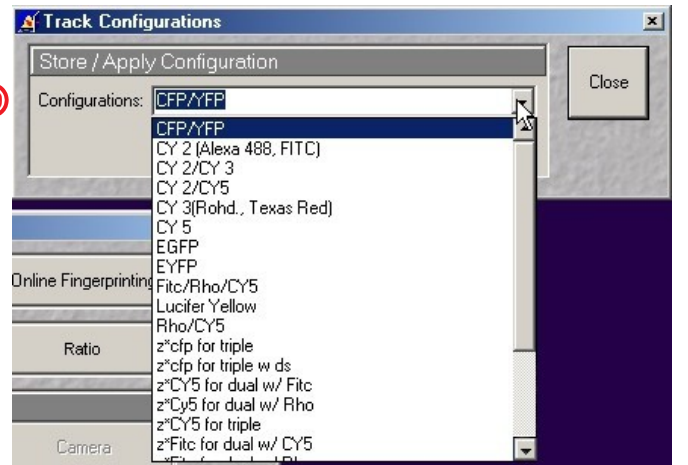 Track Configurations
Store / Apply Configuration
Close
Configurations: CFP/YFP
CFP/YFP
CY 2 (Alexa 488, FITC)
CY 2/CY 3
CY 2/CY5
CY 3(Rohd., Texas Red)
CY 5
EGFP
EYFP
Online Fingerprinting
Fitc/Rho/CY5
Lucifer Yellow
Rho/CY5
Ratio
z*cfp for triple
z*cfp for triple w ds
z*CY5 for dual w/ Fitc
z*Cy5 for dual w/ Rho
z*CY5 for triple
Camera
z*Fitc for dual w/ CY5